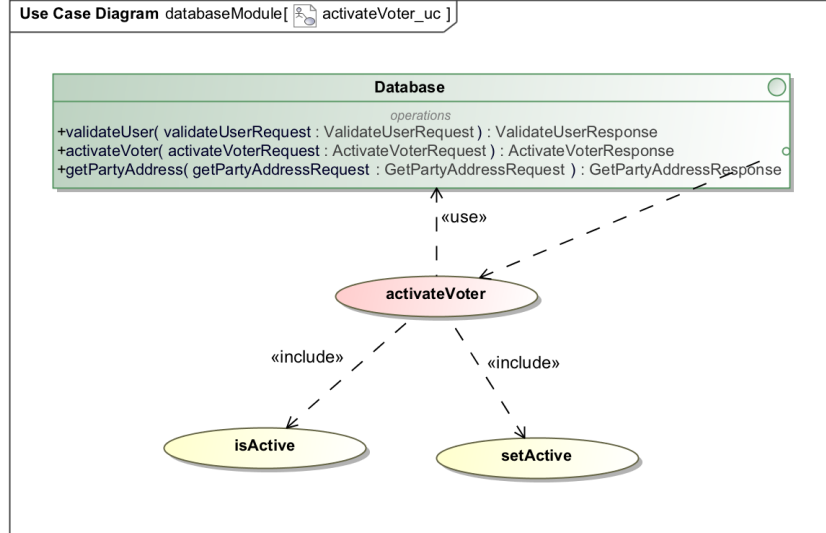 Use Case Diagram databaseModule[ activateVoter_uc ]
Database
operations
+validateUser( validateUserRequest : ValidateUserRequest ) : ValidateUserResponse
+activateVoter( activateVoterRequest : ActivateVoterRequest ) : ActivateVoterResponse
+getPartyAddress( getPartyAddressRequest : GetPartyAddressRequest ) : GetPartyAddressResponse
«use»
activateVoter
«include»
«include»
isActive
setActive